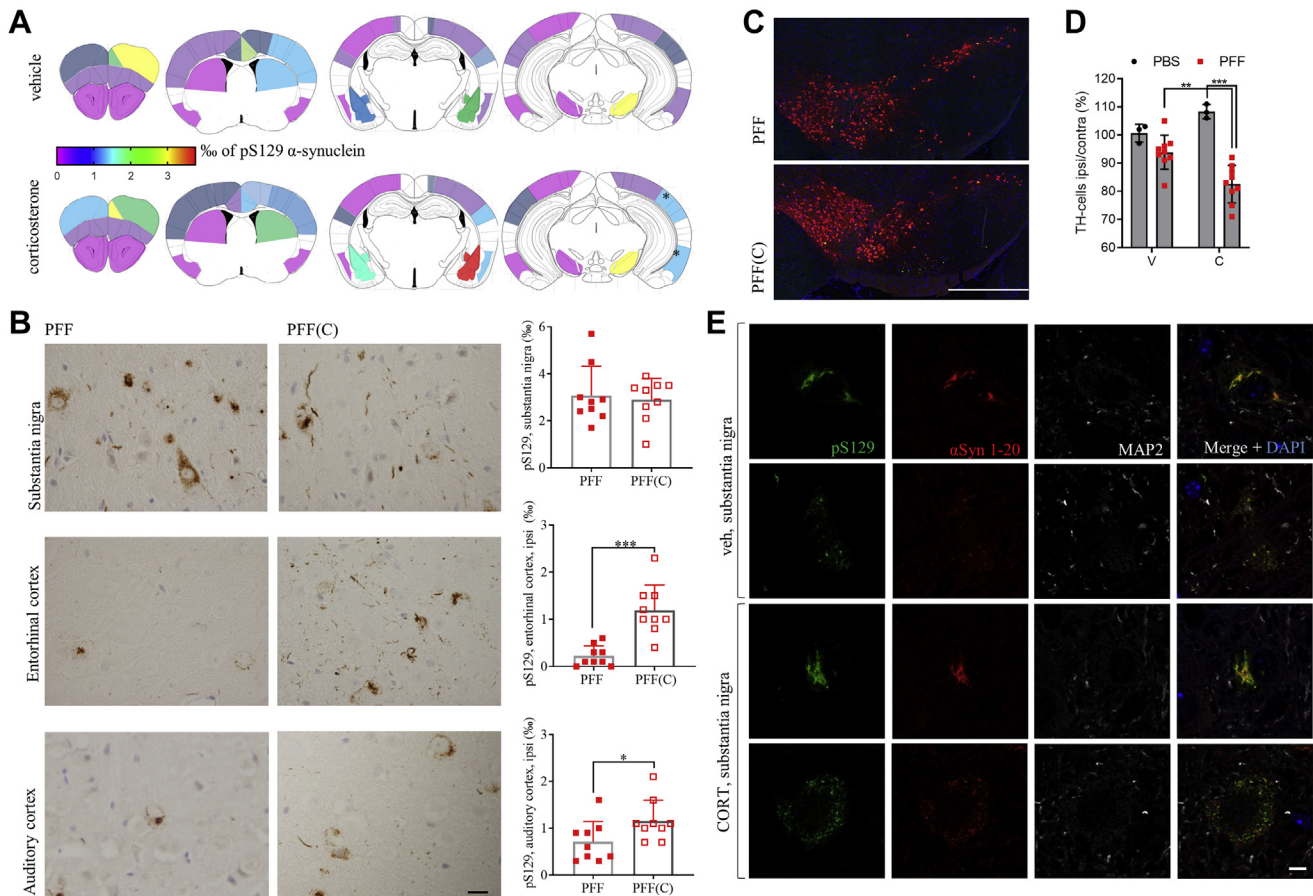 A
vehicle
‰ of pS129 α-synuclein
0 1 2 3
corticosterone
*
*
B
PFF PFF(C)
Substantia nigra
Entorhinal cortex
Auditory cortex
pS129, substantia nigra (‰)
6
4
2
0
PFF PFF(C)
pS129, entorhinal cortex, ipsi (‰)
3
2
1
0
***
PFF PFF(C)
pS129, auditory cortex, ipsi (‰)
3
2
1
0
*
PFF PFF(C)
C
PFF
PFF(C)
D
PBS PFF
TH-cells ipsi/contra (%)
120
110
100
90
80
70
60
** ***
V C
E
veh, substantia nigra
pS129 αSyn 1-20 MAP2 Merge + DAPI
CORT, substantia nigra